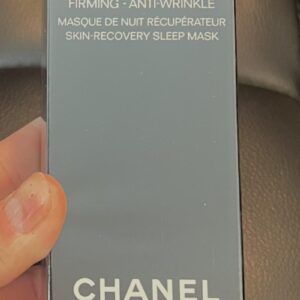 FIRMING - ANTI-WRINKLE
MASQUE DE NUIT RÉCUPÉRATEUR
SKIN-RECOVERY SLEEP MASK
CHANEL